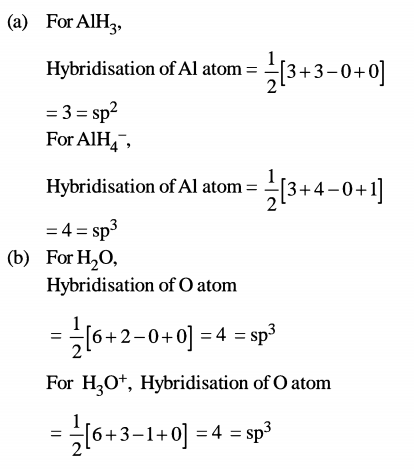 (a) For AlH₃,
Hybridisation of Al atom = ½[3+3−0+0]
= 3 = sp²
For AlH₄⁻,
Hybridisation of Al atom = ½[3+4−0+1]
= 4 = sp³
(b) For H₂O,
Hybridisation of O atom
= ½[6+2−0+0] = 4 = sp³
For H₃O⁺, Hybridisation of O atom
= ½[6+3−1+0] = 4 = sp³